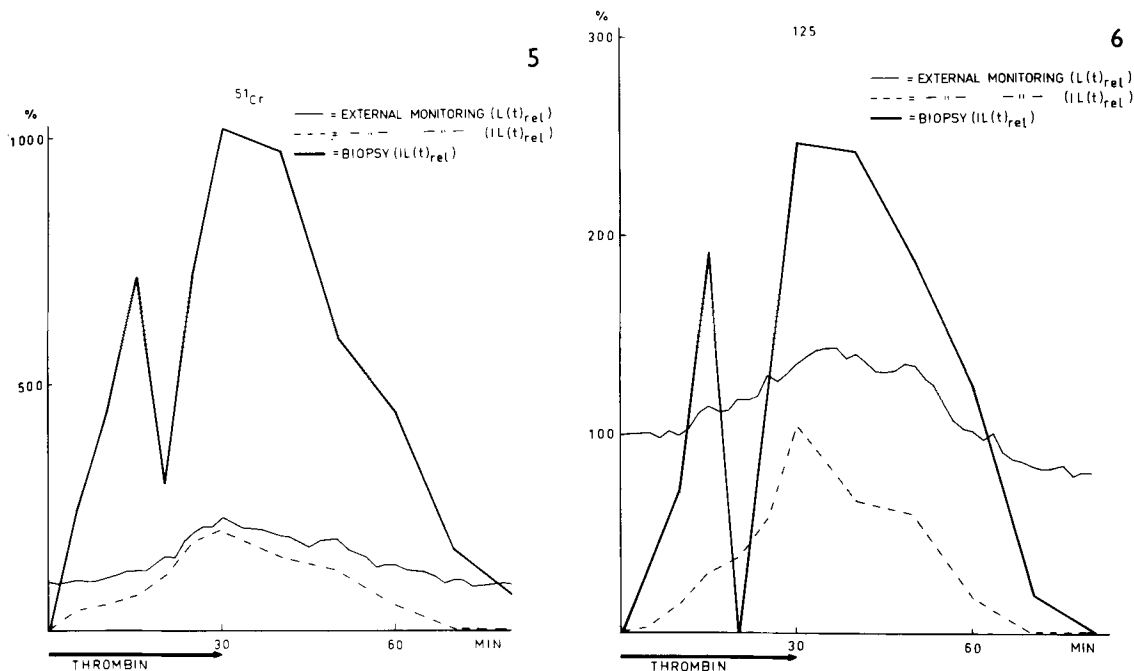 5
51Cr
%
= EXTERNAL MONITORING (L(t)rel)
= –"– –"– (IL(t)rel)
= BIOPSY (IL(t)rel)
1000
500
30
60
MIN
THROMBIN
6
125
%
300
= EXTERNAL MONITORING (L(t)rel)
= –"– –"– (IL(t)rel)
= BIOPSY (IL(t)rel)
200
100
30
60
MIN
THROMBIN